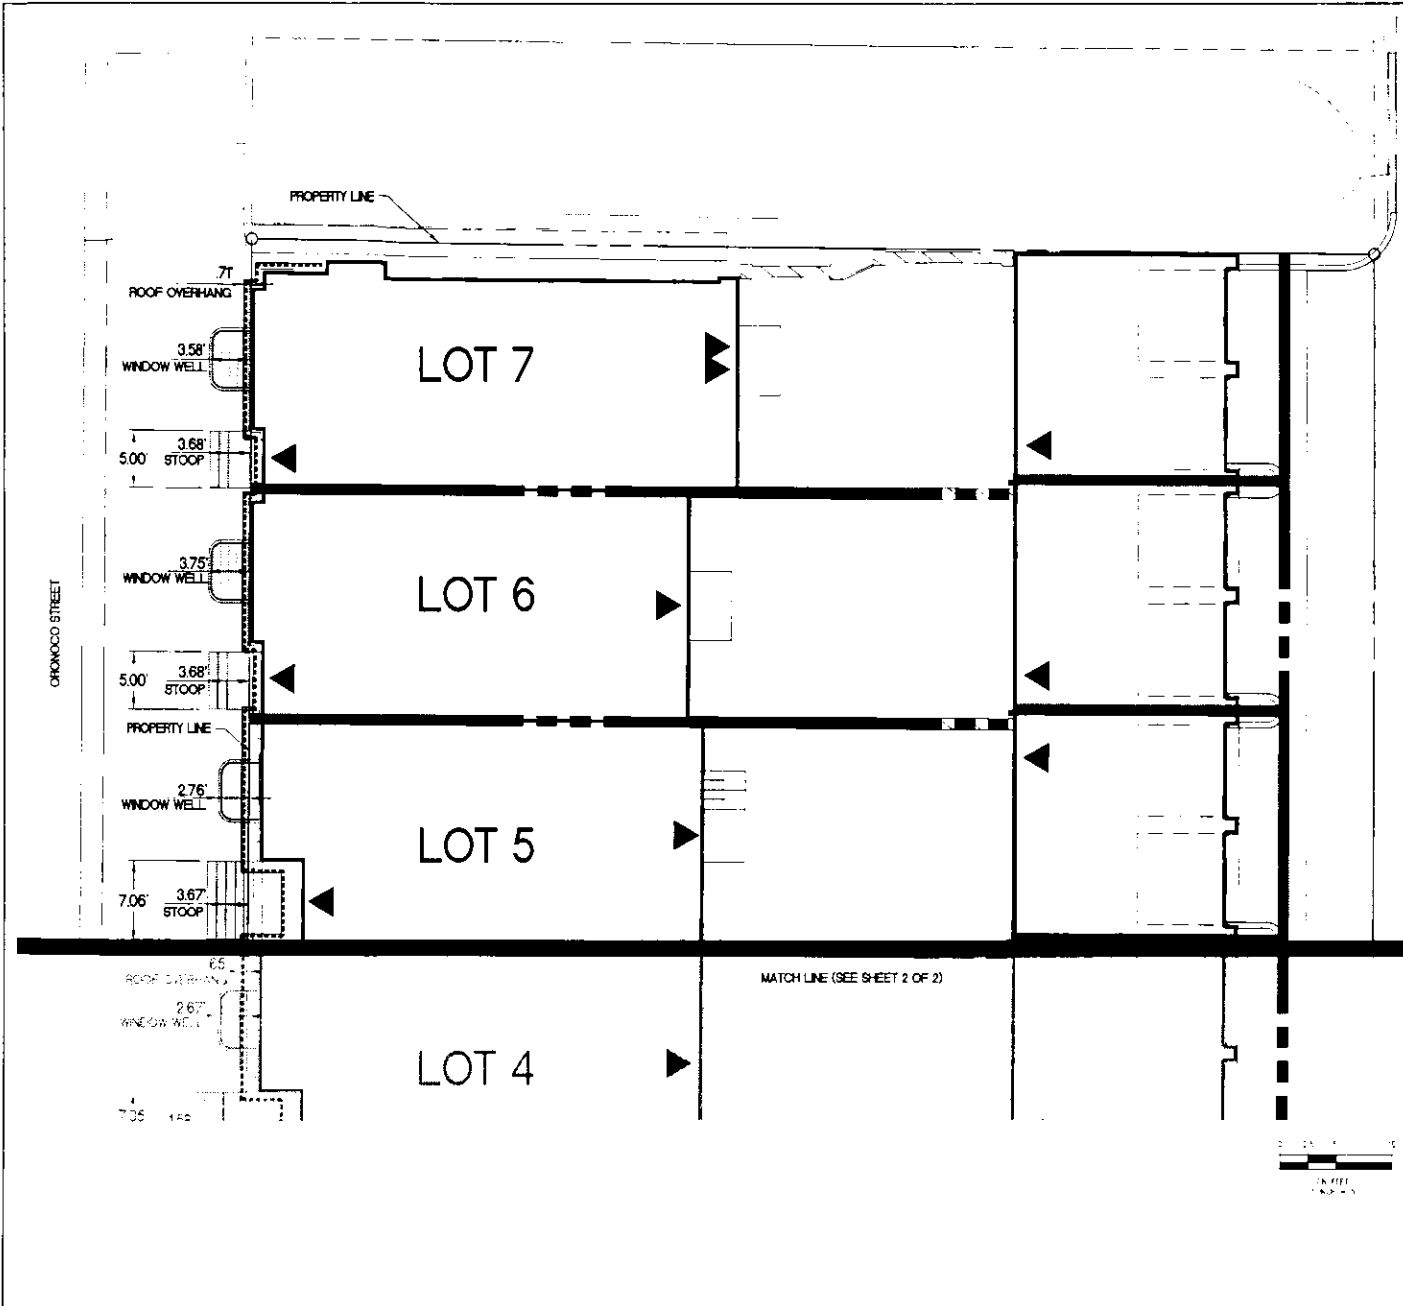 PROPERTY LINE
.71'
ROOF OVERHANG
3.58'
WINDOW WELL
LOT 7
3.68'
5.00'
STOOP
3.75'
WINDOW WELL
LOT 6
ORONOCO STREET
3.68'
5.00'
STOOP
PROPERTY LINE
2.76'
WINDOW WELL
LOT 5
7.06'
3.67'
STOOP
MATCH LINE (SEE SHEET 2 OF 2)
.65
ROOF OVERHANG
2.67'
WINDOW WELL
LOT 4